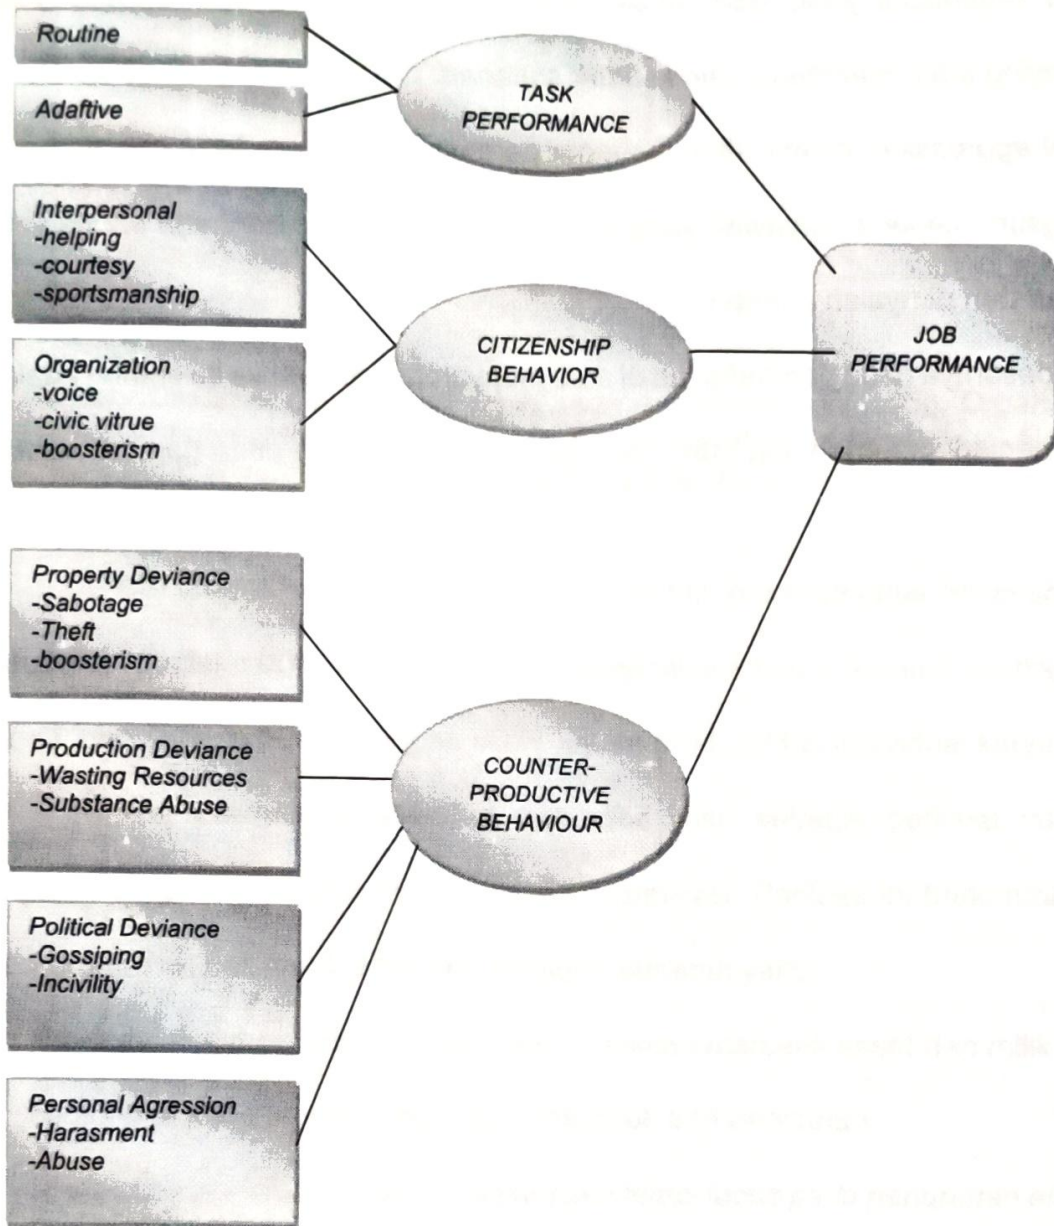 Routine
Adaftive
TASK
PERFORMANCE
Interpersonal
-helping
-courtesy
-sportsmanship
Organization
-voice
-civic vitrue
-boosterism
CITIZENSHIP
BEHAVIOR
JOB
PERFORMANCE
Property Deviance
-Sabotage
-Theft
-boosterism
Production Deviance
-Wasting Resources
-Substance Abuse
COUNTER-
PRODUCTIVE
BEHAVIOUR
Political Deviance
-Gossiping
-Incivility
Personal Agression
-Harasment
-Abuse